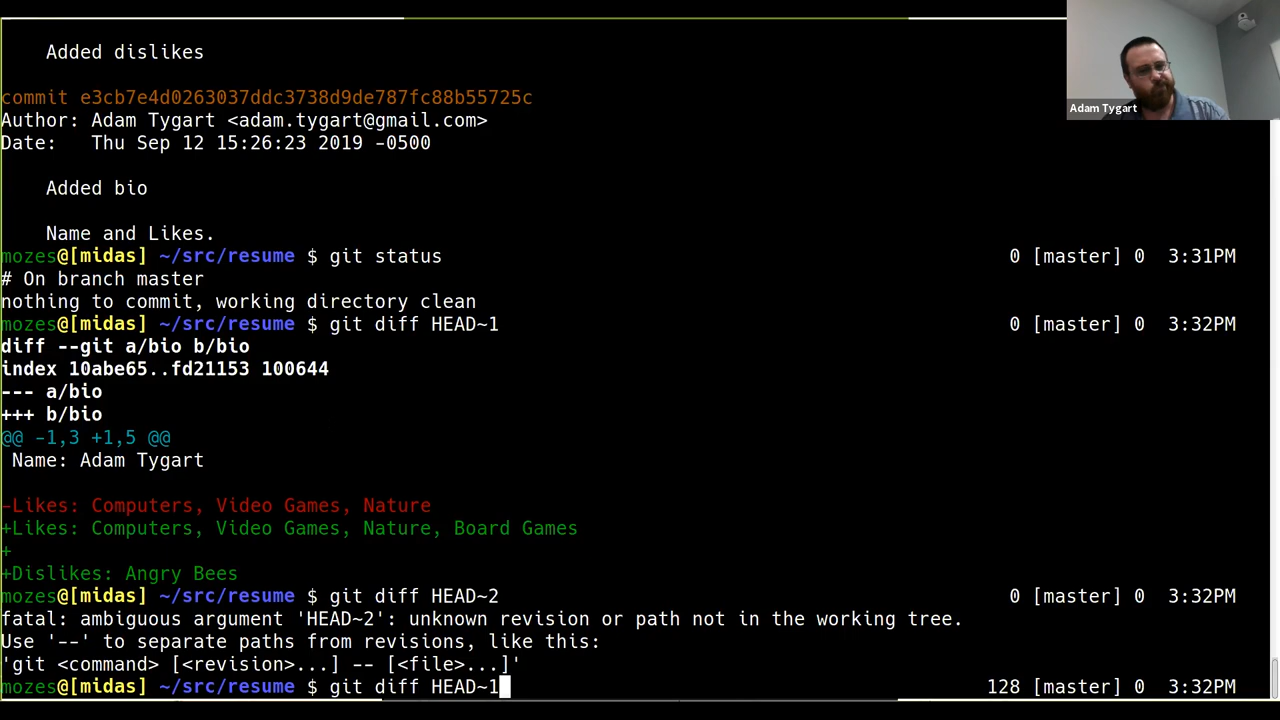 Added dislikes
commit e3cb7e4d0263037ddc3738d9de787fc88b55725c
Author: Adam Tygart <adam.tygart@gmail.com>
Date:   Thu Sep 12 15:26:23 2019 -0500
Added bio
Name and Likes.
mozes@[midas] ~/src/resume $ git status 0 [master] 0 3:31PM
# On branch master
nothing to commit, working directory clean
mozes@[midas] ~/src/resume $ git diff HEAD~1 0 [master] 0 3:32PM
diff --git a/bio b/bio
index 10abe65..fd21153 100644
--- a/bio
+++ b/bio
@@ -1,3 +1,5 @@
Name: Adam Tygart
-Likes: Computers, Video Games, Nature
+Likes: Computers, Video Games, Nature, Board Games
+
+Dislikes: Angry Bees
mozes@[midas] ~/src/resume $ git diff HEAD~2 0 [master] 0 3:32PM
fatal: ambiguous argument 'HEAD~2': unknown revision or path not in the working tree.
Use '--' to separate paths from revisions, like this:
'git <command> [<revision>...] -- [<file>...]'
mozes@[midas] ~/src/resume $ git diff HEAD~1 128 [master] 0 3:32PM
Adam Tygart